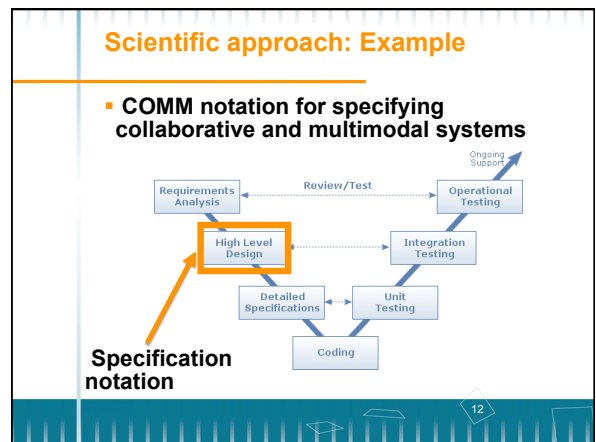 Scientific approach: Example
▪ COMM notation for specifying
collaborative and multimodal systems
Ongoing
Support
Requirements
Analysis
Review/Test
Operational
Testing
High Level
Design
Integration
Testing
Detailed
Specifications
Unit
Testing
Coding
Specification
notation
12